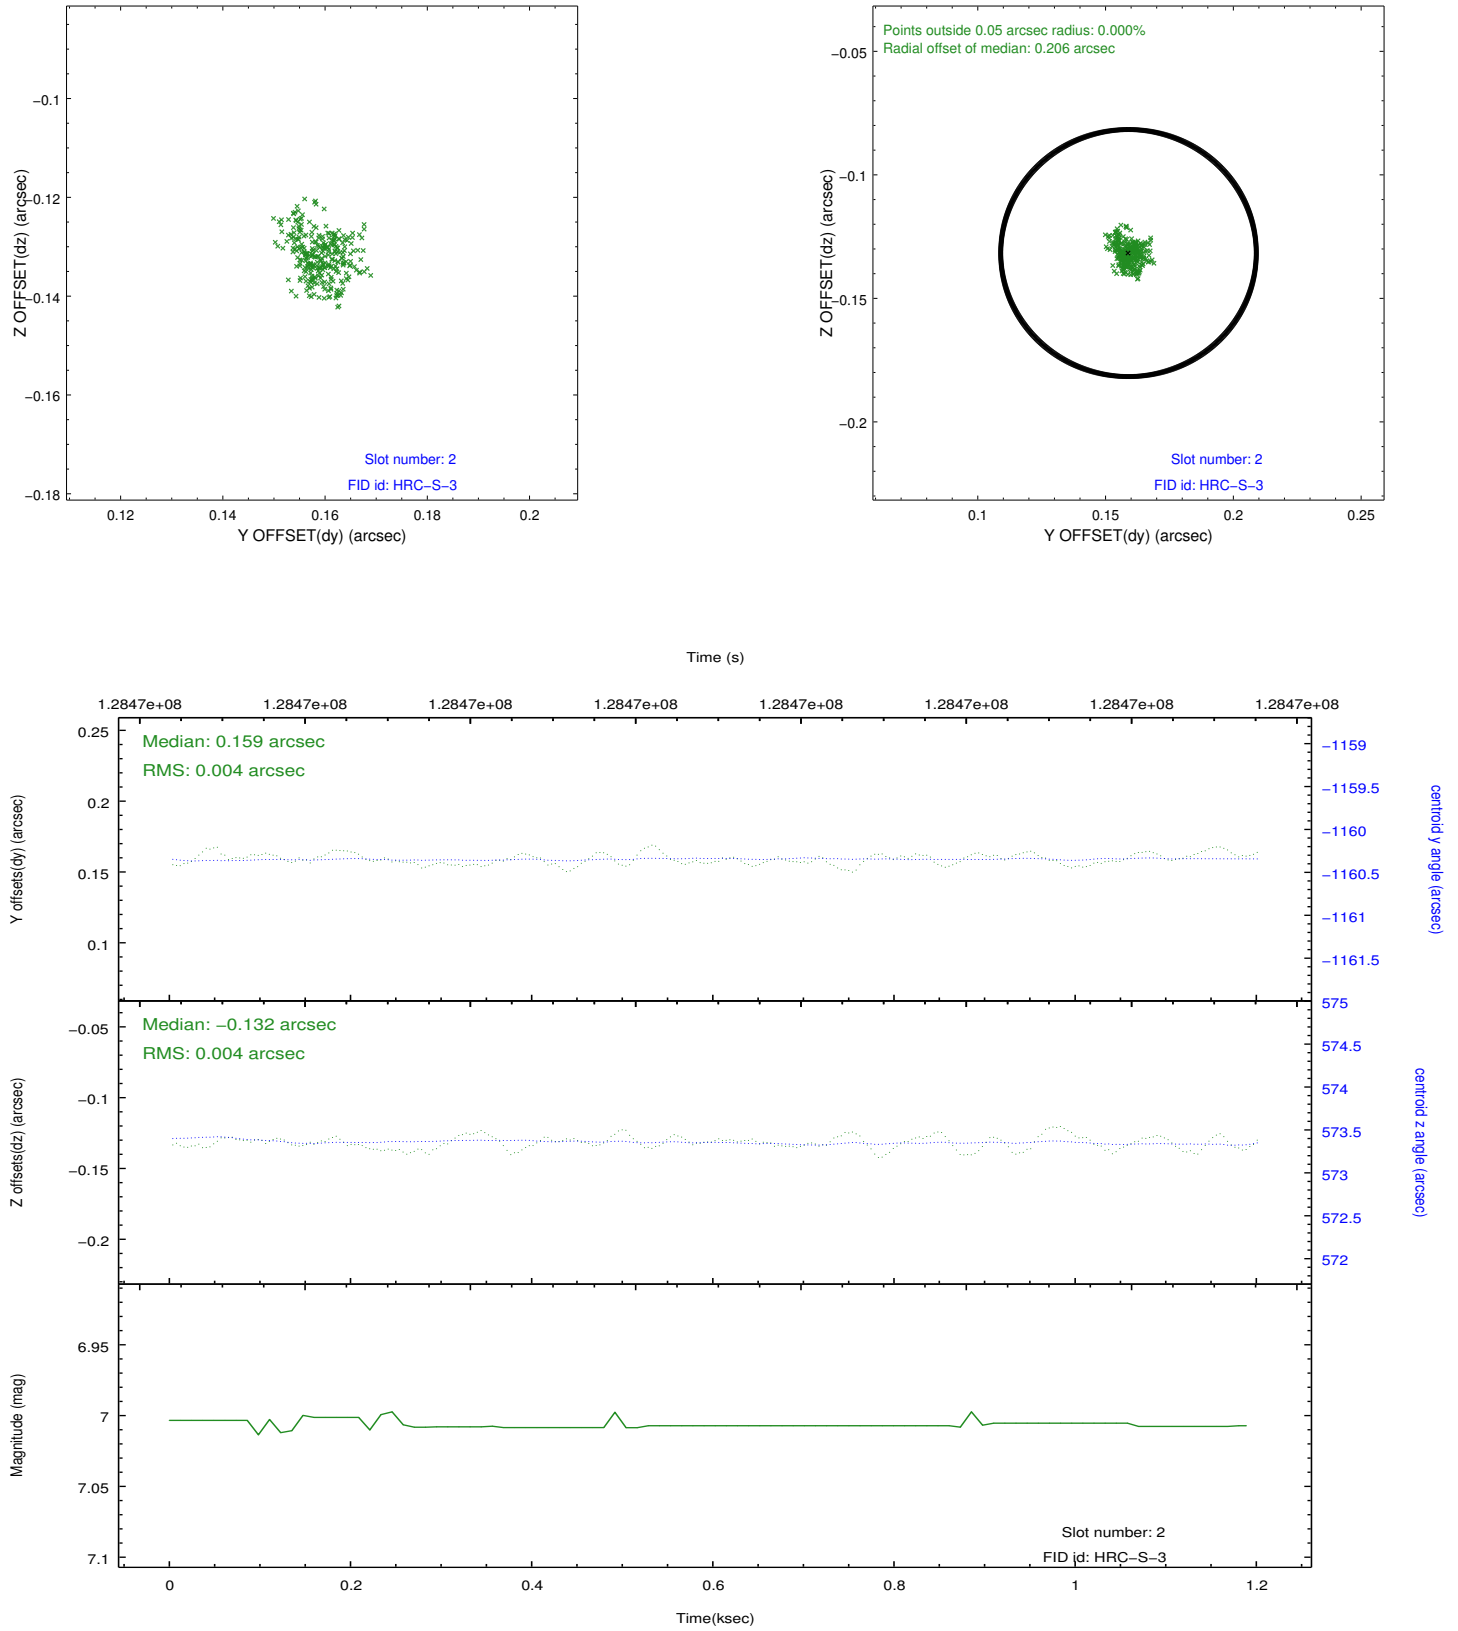 −0.1
−0.12
−0.14
−0.16
−0.18
Z OFFSET(dz) (arcsec)
Slot number: 2
FID id: HRC−S−3
0.12 0.14 0.16 0.18 0.2
Y OFFSET(dy) (arcsec)
Points outside 0.05 arcsec radius: 0.000%
Radial offset of median: 0.206 arcsec
−0.05
−0.1
−0.15
−0.2
Z OFFSET(dz) (arcsec)
Slot number: 2
FID id: HRC−S−3
0.1 0.15 0.2 0.25
Y OFFSET(dy) (arcsec)
Time (s)
1.2847e+08 1.2847e+08 1.2847e+08 1.2847e+08 1.2847e+08 1.2847e+08 1.2847e+08 1.2847e+08
Median: 0.159 arcsec
RMS: 0.004 arcsec
0.25
0.2
0.15
0.1
Y offsets(dy) (arcsec)
−1159
−1159.5
−1160
−1160.5
−1161
−1161.5
centroid y angle (arcsec)
Median: −0.132 arcsec
RMS: 0.004 arcsec
−0.05
−0.1
−0.15
−0.2
Z offsets(dz) (arcsec)
575
574.5
574
573.5
573
572.5
572
centroid z angle (arcsec)
6.95
7
7.05
7.1
Magnitude (mag)
Slot number: 2
FID id: HRC−S−3
0 0.2 0.4 0.6 0.8 1 1.2
Time(ksec)